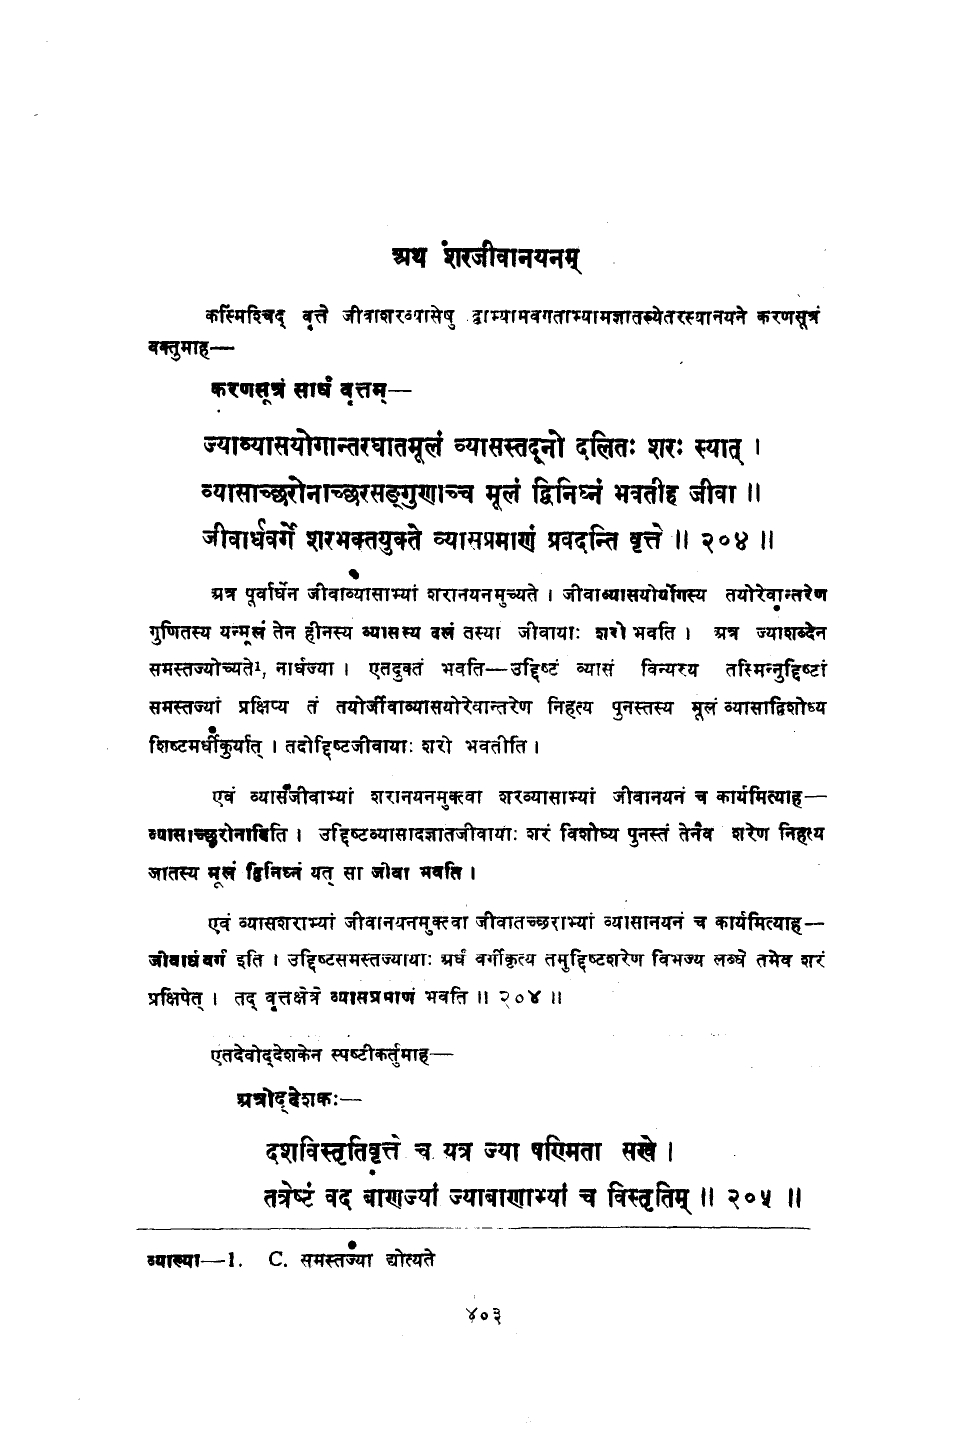 अथ शरजीवानयनम्
कस्मिंश्चिद् वृत्ते जीवाशरव्यासेषु द्वाभ्यामवगताभ्यामज्ञातस्येतरस्यानयने करणसूत्रं
वक्तुमाह—
करणसूत्रं सार्धं वृत्तम्—
ज्याव्यासयोगान्तरघातमूलं व्यासस्तदूनो दलितः शरः स्यात् ।
व्यासाच्छरोनाच्छरसङ्गुणाच्च मूलं द्विनिघ्नं भवतीह जीवा ॥
जीवार्धवर्गे शरभक्तयुक्ते व्यासप्रमाणं प्रवदन्ति वृत्ते ॥ २०४ ॥
अत्र पूर्वार्धेन जीवाव्यासाभ्यां शरानयनमुच्यते । जीवाव्यासयोर्योगस्य तयोरेवान्तरेण
गुणितस्य यन्मूलं तेन हीनस्य व्यासस्य दलं तस्या जीवायाः शरो भवति । अत्र ज्याशब्देन
समस्तज्योच्यते¹, नार्धज्या । एतदुक्तं भवति—उद्दिष्टं व्यासं विन्यस्य तस्मिन्नुद्दिष्टां
समस्तज्यां प्रक्षिप्य तं तयोर्जीवाव्यासयोरेवान्तरेण निहत्य पुनस्तस्य मूलं व्यासाद्विशोध्य
शिष्टमर्धीकुर्यात् । तदोद्दिष्टजीवायाः शरो भवतीति ।
एवं व्यासजीवाभ्यां शरानयनमुक्त्वा शरव्यासाभ्यां जीवानयनं च कार्यमित्याह—
व्यासाच्छरोनादिति । उद्दिष्टव्यासादज्ञातजीवायाः शरं विशोध्य पुनस्तं तेनैव शरेण निहत्य
जातस्य मूलं द्विनिघ्नं यत् सा जीवा भवति ।
एवं व्यासशराभ्यां जीवानयनमुक्त्वा जीवातच्छराभ्यां व्यासानयनं च कार्यमित्याह—
जीवार्धवर्ग इति । उद्दिष्टसमस्तज्यायाः अर्धं वर्गीकृत्य तमुद्दिष्टशरेण विभज्य लब्धे तमेव शरं
प्रक्षिपेत् । तद् वृत्तक्षेत्रे व्यासप्रमाणं भवति ॥ २०४ ॥
एतदेवोद्देशकेन स्पष्टीकर्तुमाह—
अत्रोद्देशकः—
दशविस्तृतिवृत्ते च यत्र ज्या षण्मिता सखे ।
तत्रेष्टं वद बाणज्यां ज्याबाणाभ्यां च विस्तृतिम् ॥ २०५ ॥
व्याख्या—1. C. समस्तज्या द्योत्यते
४०३